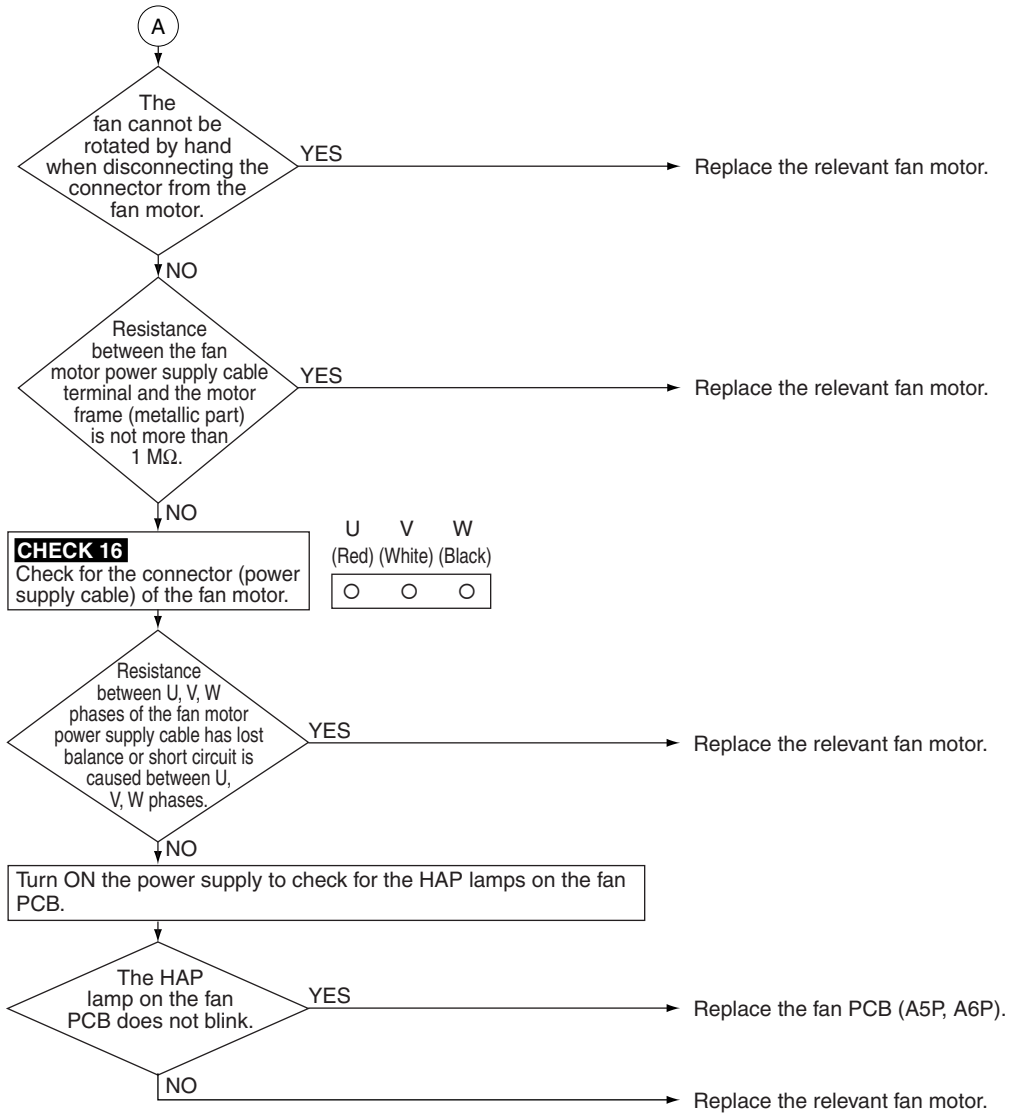 A
The
fan cannot be
rotated by hand
when disconnecting the
connector from the
fan motor.
YES
Replace the relevant fan motor.
NO
Resistance
between the fan
motor power supply cable
terminal and the motor
frame (metallic part)
is not more than
1 MΩ.
YES
Replace the relevant fan motor.
NO
CHECK 16
Check for the connector (power
supply cable) of the fan motor.
U V W
(Red) (White) (Black)
Resistance
between U, V, W
phases of the fan motor
power supply cable has lost
balance or short circuit is
caused between U,
V, W phases.
YES
Replace the relevant fan motor.
NO
Turn ON the power supply to check for the HAP lamps on the fan
PCB.
The HAP
lamp on the fan
PCB does not blink.
YES
Replace the fan PCB (A5P, A6P).
NO
Replace the relevant fan motor.